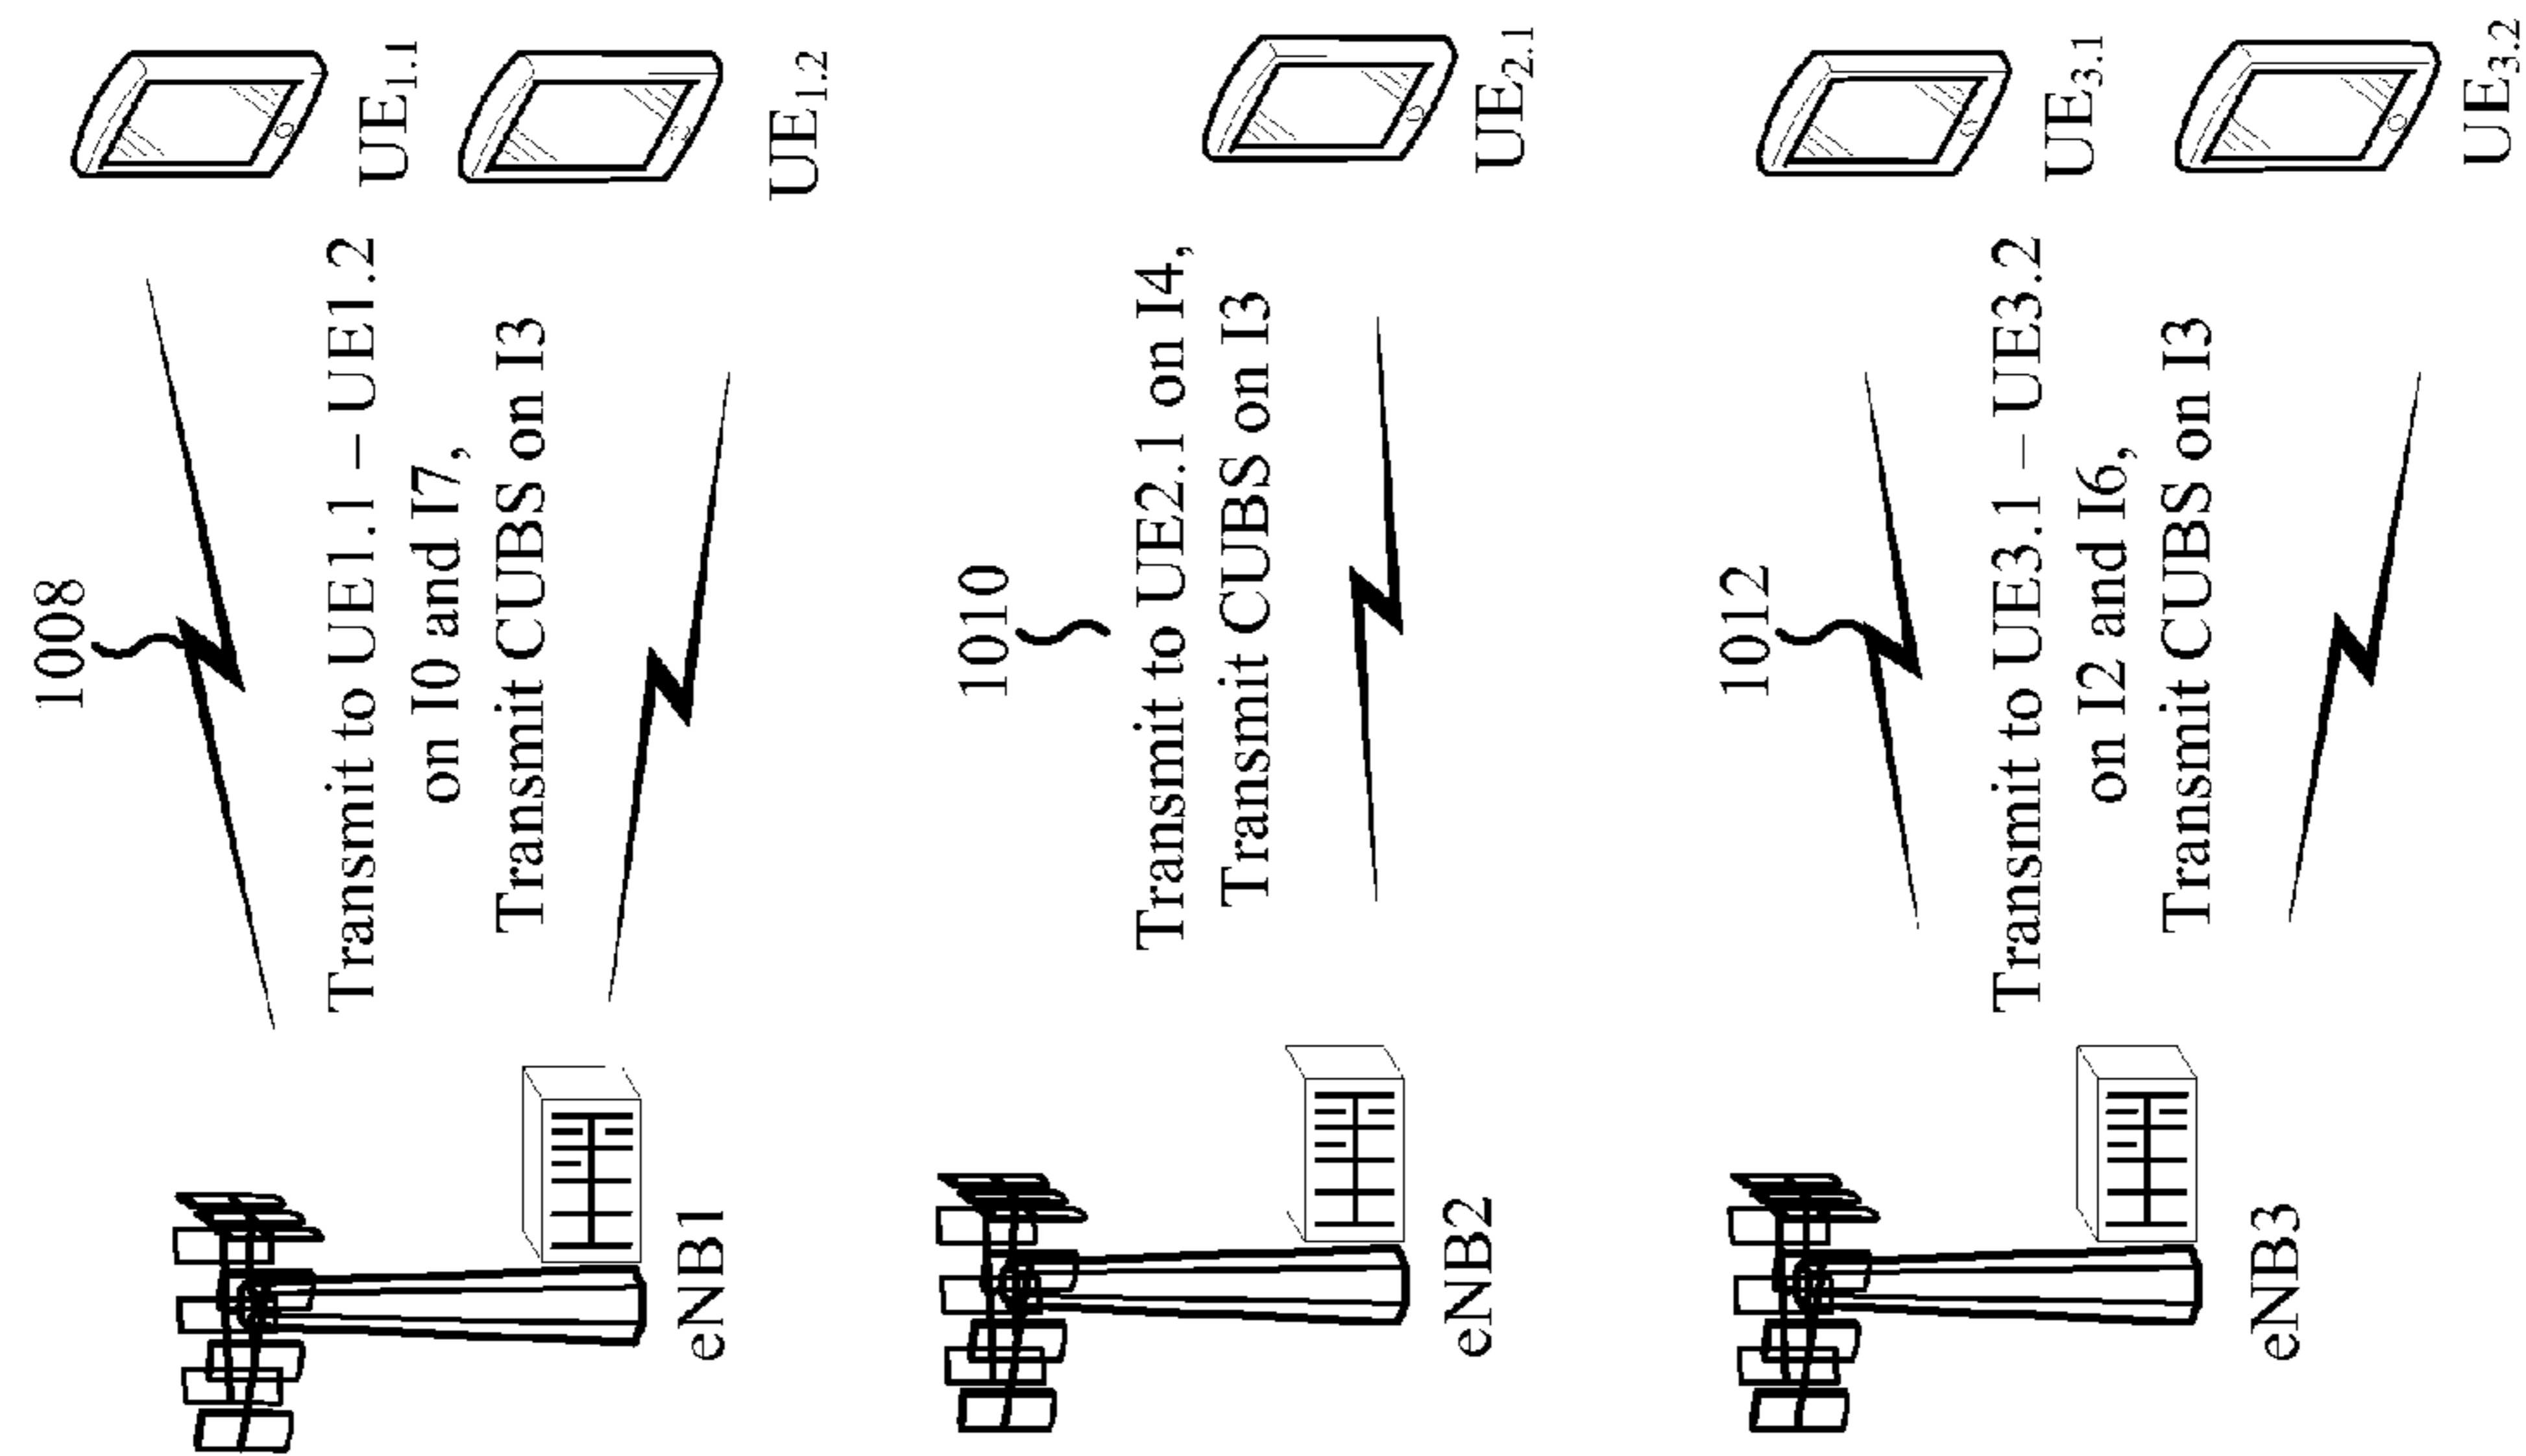 1008
Transmit to UE1.1 – UE1.2
on I0 and I7,
Transmit CUBS on I3
eNB1
UE1.1
UE1.2
1010
Transmit to UE2.1 on I4,
Transmit CUBS on I3
eNB2
UE2.1
1012
Transmit to UE3.1 – UE3.2
on I2 and I6,
Transmit CUBS on I3
eNB3
UE3.1
UE3.2